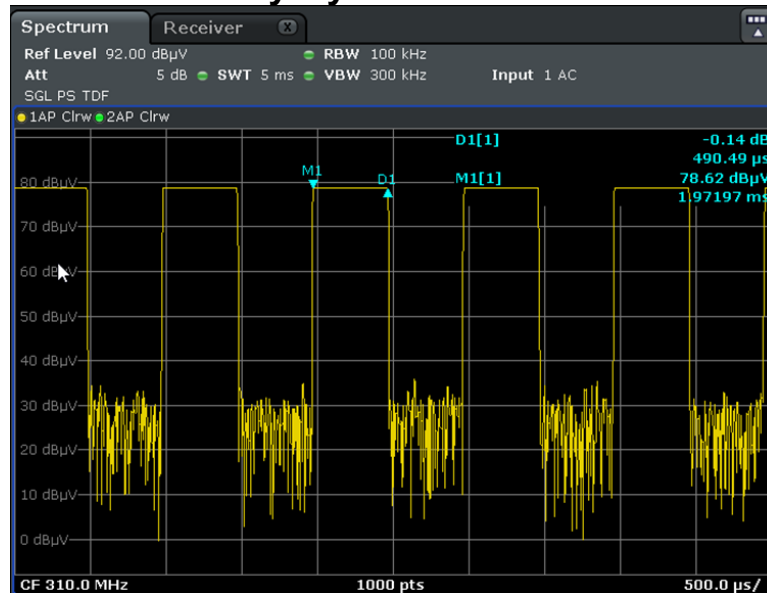 Spectrum Receiver X
Ref Level 92.00 dBµV RBW 100 kHz
Att 5 dB SWT 5 ms VBW 300 kHz Input 1 AC
SGL PS TDF
1AP Clrw 2AP Clrw
D1[1] -0.14 dB
490.49 µs
M1[1] 78.62 dBµV
1.97197 ms
M1
D1
80 dBµV
70 dBµV
60 dBµV
50 dBµV
40 dBµV
30 dBµV
20 dBµV
10 dBµV
0 dBµV
CF 310.0 MHz 1000 pts 500.0 µs/